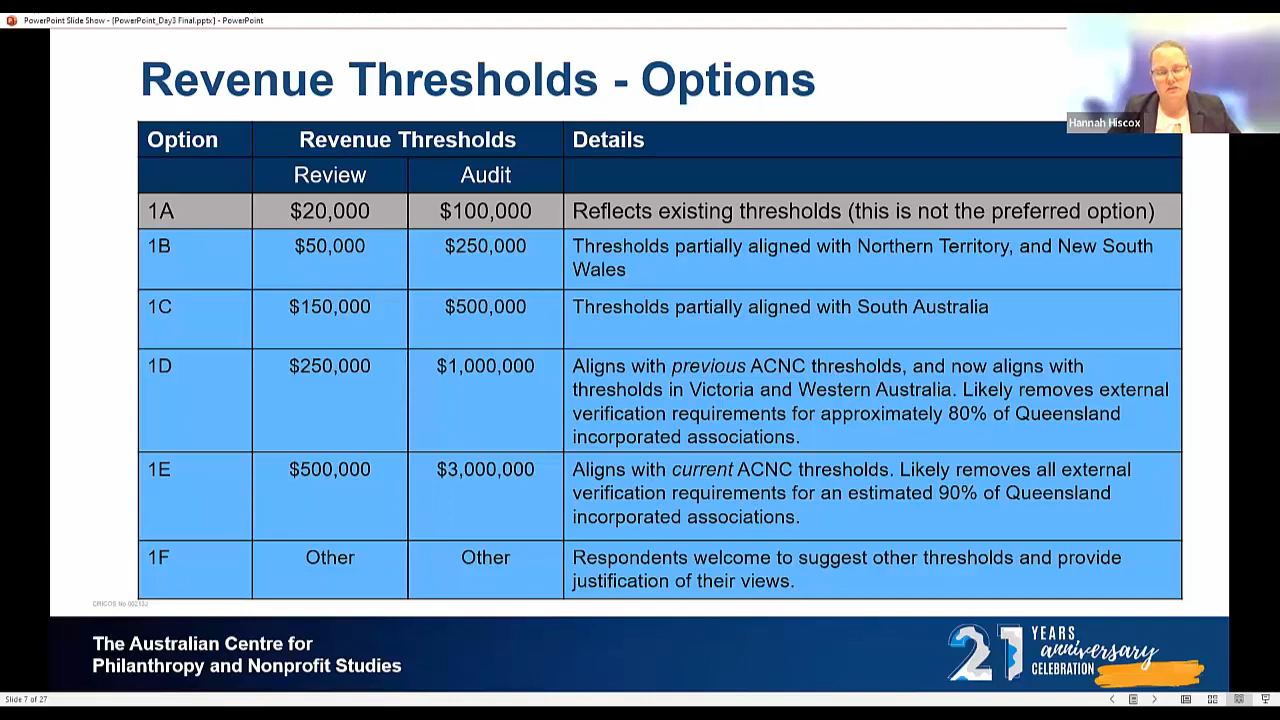 PowerPoint Slide Show - [PowerPoint_Day3 Final.pptx] - PowerPoint
Revenue Thresholds - Options
Hannah Hiscox
Option Revenue Thresholds Details
Review Audit
1A $20,000 $100,000 Reflects existing thresholds (this is not the preferred option)
1B $50,000 $250,000 Thresholds partially aligned with Northern Territory, and New South
Wales
1C $150,000 $500,000 Thresholds partially aligned with South Australia
1D $250,000 $1,000,000 Aligns with previous ACNC thresholds, and now aligns with
thresholds in Victoria and Western Australia. Likely removes external
verification requirements for approximately 80% of Queensland
incorporated associations.
1E $500,000 $3,000,000 Aligns with current ACNC thresholds. Likely removes all external
verification requirements for an estimated 90% of Queensland
incorporated associations.
1F Other Other Respondents welcome to suggest other thresholds and provide
justification of their views.
CRICOS No 00213J
The Australian Centre for
Philanthropy and Nonprofit Studies
21 YEARS
anniversary
CELEBRATION
Slide 7 of 27